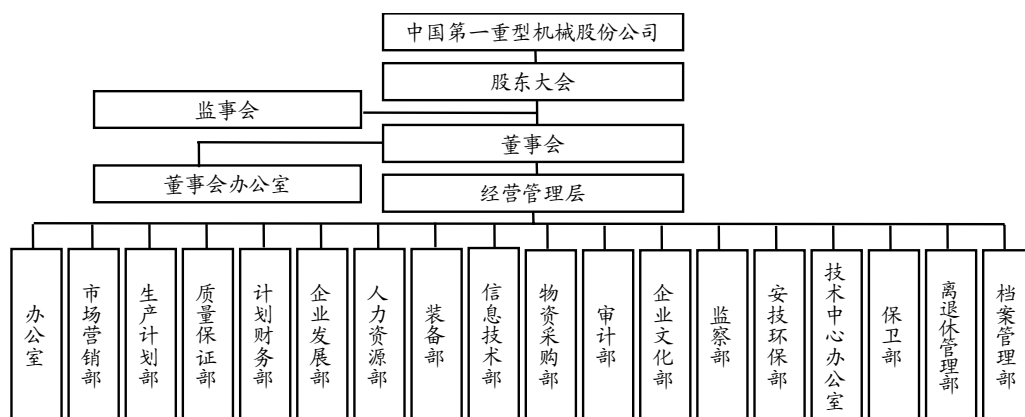 中国第一重型机械股份公司
股东大会
监事会
董事会
董事会办公室
经营管理层
办公室
市场营销部
生产计划部
质量保证部
计划财务部
企业发展部
人力资源部
装备部
信息技术部
物资采购部
审计部
企业文化部
监察部
安技环保部
技术中心办公室
保卫部
离退休管理部
档案管理部